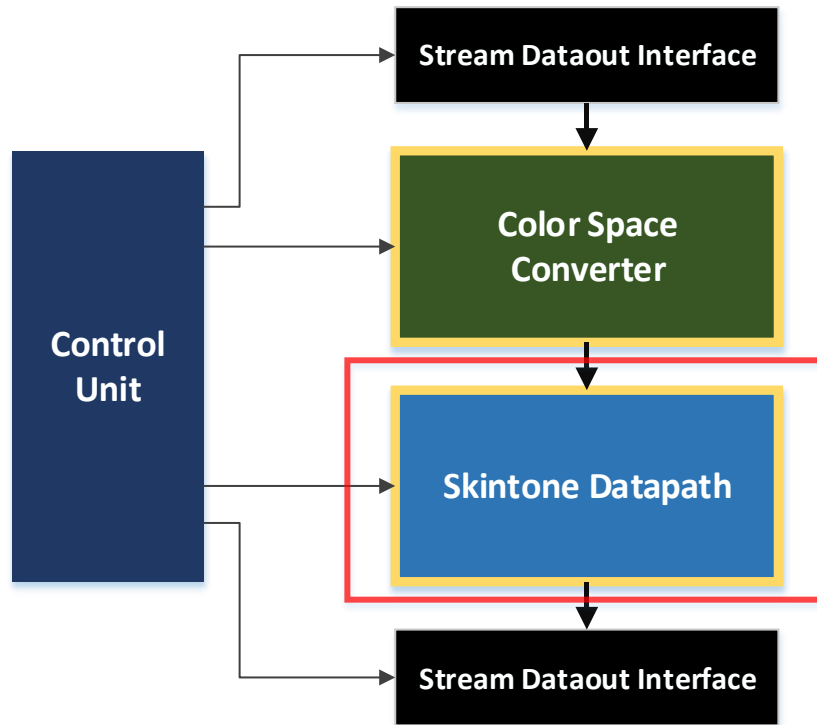 Stream Dataout Interface
Color Space
Converter
Control
Unit
Skintone Datapath
Stream Dataout Interface